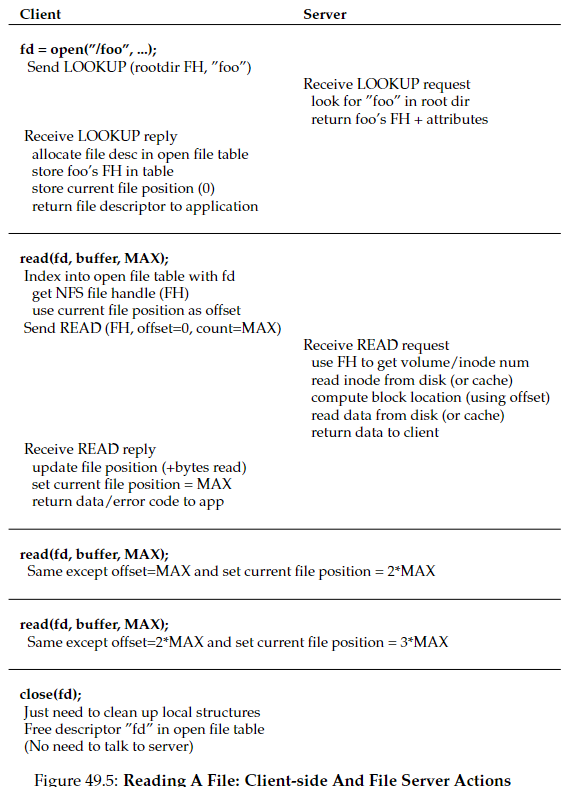 Client Server
fd = open("/foo", ...);
Send LOOKUP (rootdir FH, "foo")
Receive LOOKUP request
look for "foo" in root dir
return foo's FH + attributes
Receive LOOKUP reply
allocate file desc in open file table
store foo's FH in table
store current file position (0)
return file descriptor to application
read(fd, buffer, MAX);
Index into open file table with fd
get NFS file handle (FH)
use current file position as offset
Send READ (FH, offset=0, count=MAX)
Receive READ request
use FH to get volume/inode num
read inode from disk (or cache)
compute block location (using offset)
read data from disk (or cache)
return data to client
Receive READ reply
update file position (+bytes read)
set current file position = MAX
return data/error code to app
read(fd, buffer, MAX);
Same except offset=MAX and set current file position = 2*MAX
read(fd, buffer, MAX);
Same except offset=2*MAX and set current file position = 3*MAX
close(fd);
Just need to clean up local structures
Free descriptor "fd" in open file table
(No need to talk to server)
Figure 49.5: Reading A File: Client-side And File Server Actions